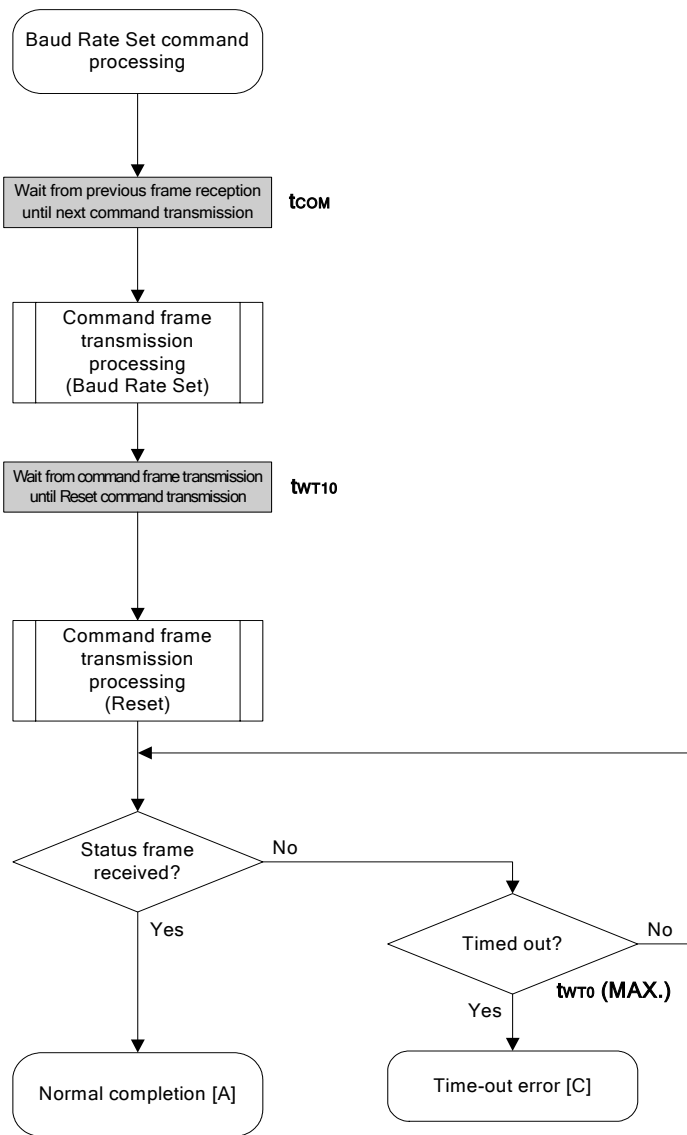 Baud Rate Set command
processing
Wait from previous frame reception
until next command transmission
tCOM
Command frame
transmission
processing
(Baud Rate Set)
Wait from command frame transmission
until Reset command transmission
tWT10
Command frame
transmission
processing
(Reset)
Status frame
received?
No
Yes
Timed out?
No
tWT0 (MAX.)
Yes
Normal completion [A]
Time-out error [C]